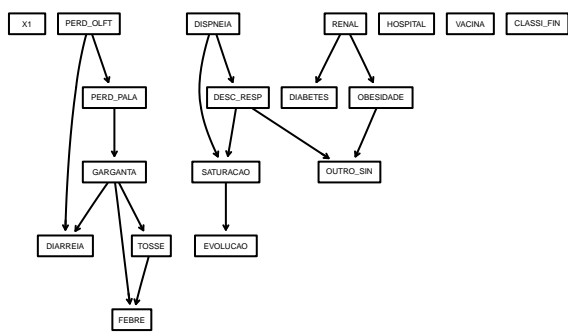 X1 PERD_OLFT DISPNEIA RENAL HOSPITAL VACINA CLASSI_FIN
PERD_PALA DESC_RESP DIABETES OBESIDADE
GARGANTA SATURACAO OUTRO_SIN
DIARREIA TOSSE EVOLUCAO
FEBRE